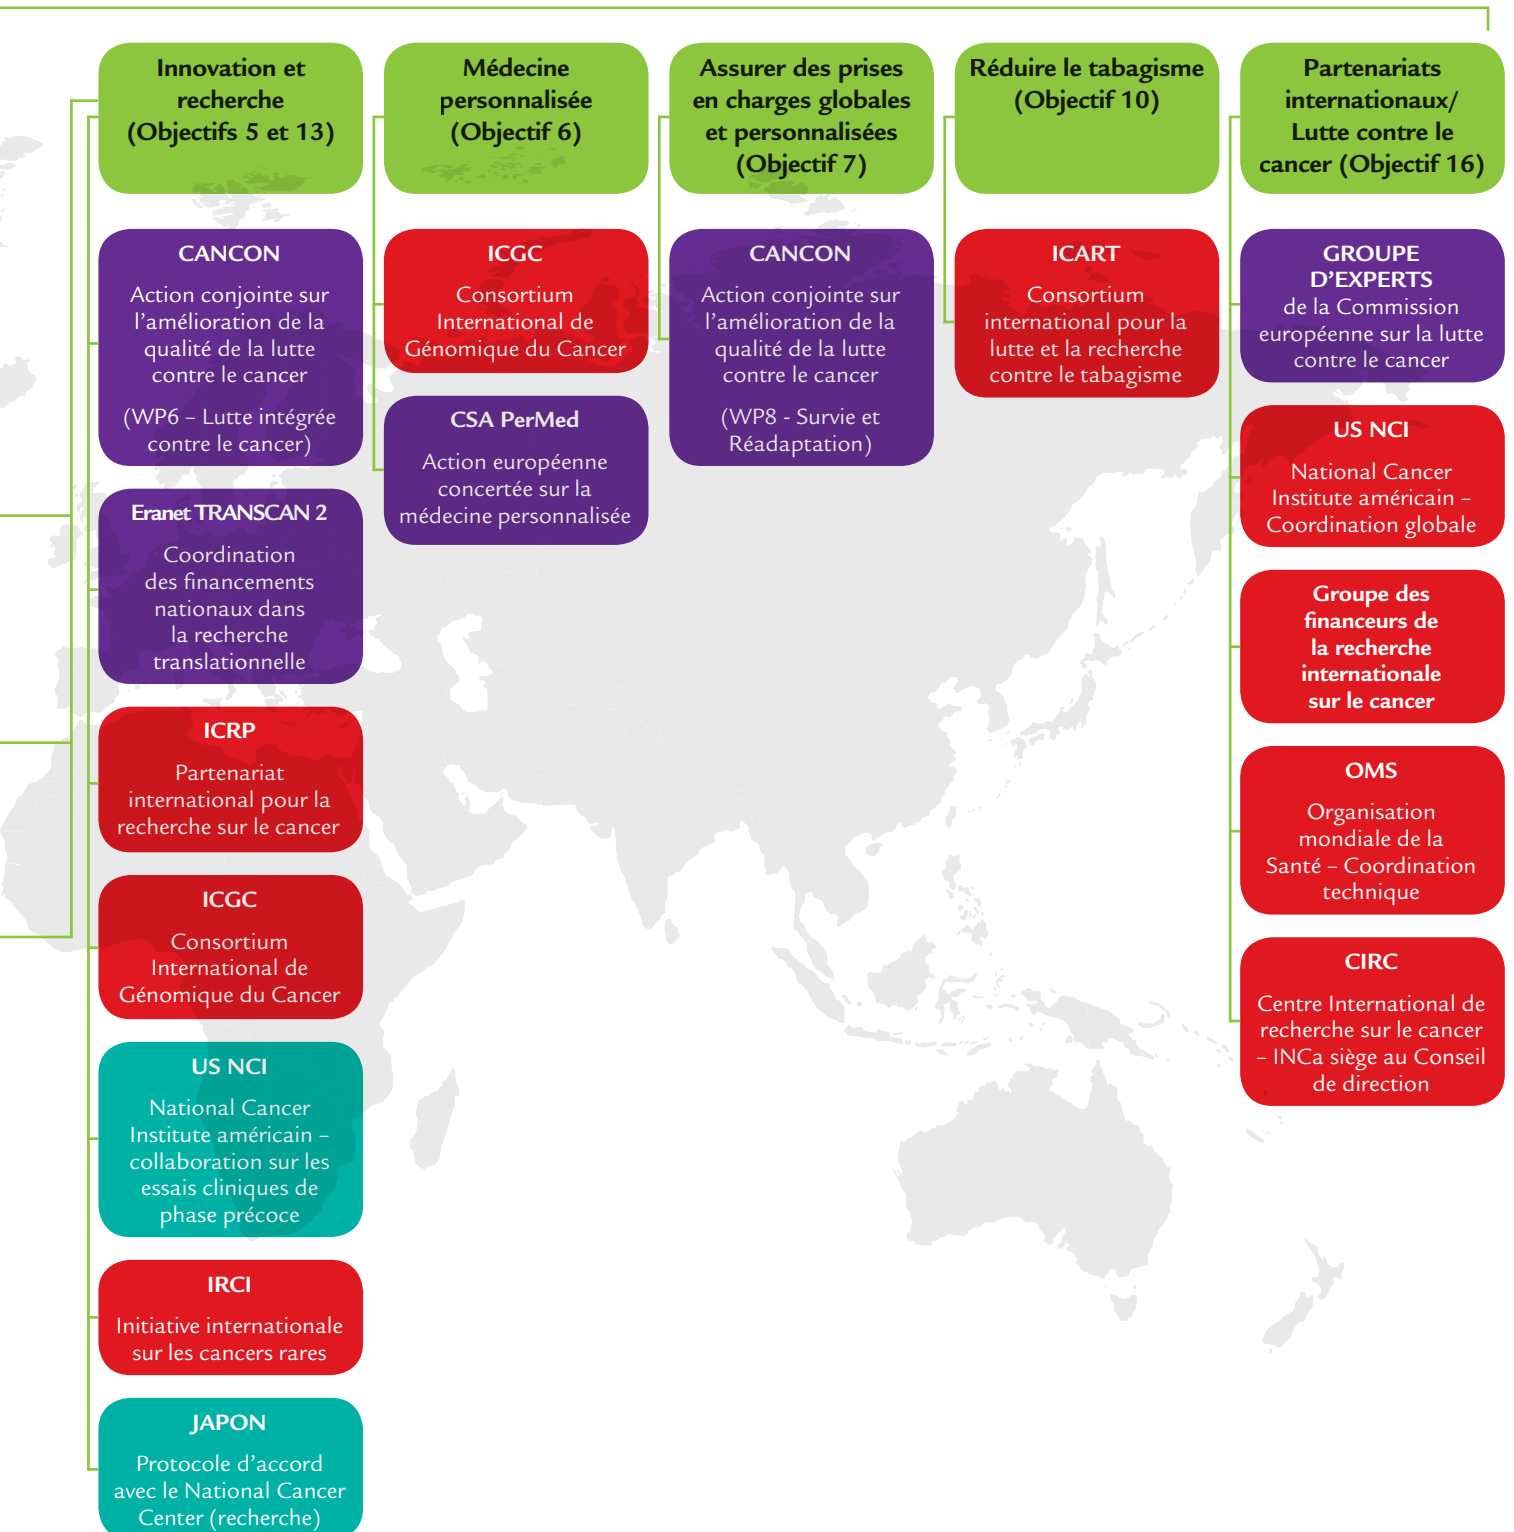 Innovation et
recherche
(Objectifs 5 et 13)
CANCON
Action conjointe sur
l'amélioration de la
qualité de la lutte
contre le cancer
(WP6 – Lutte intégrée
contre le cancer)
Eranet TRANSCAN 2
Coordination
des financements
nationaux dans
la recherche
translationnelle
ICRP
Partenariat
international pour la
recherche sur le cancer
ICGC
Consortium
International de
Génomique du Cancer
US NCI
National Cancer
Institute américain –
collaboration sur les
essais cliniques de
phase précoce
IRCI
Initiative internationale
sur les cancers rares
JAPON
Protocole d'accord
avec le National Cancer
Center (recherche)
Médecine
personnalisée
(Objectif 6)
ICGC
Consortium
International de
Génomique du Cancer
CSA PerMed
Action européenne
concertée sur la
médecine personnalisée
Assurer des prises
en charges globales
et personnalisées
(Objectif 7)
CANCON
Action conjointe sur
l'amélioration de la
qualité de la lutte
contre le cancer
(WP8 - Survie et
Réadaptation)
Réduire le tabagisme
(Objectif 10)
ICART
Consortium
international pour la
lutte et la recherche
contre le tabagisme
Partenariats
internationaux/
Lutte contre le
cancer (Objectif 16)
GROUPE
D'EXPERTS
de la Commission
européenne sur la lutte
contre le cancer
US NCI
National Cancer
Institute américain –
Coordination globale
Groupe des
financeurs de
la recherche
internationale
sur le cancer
OMS
Organisation
mondiale de la
Santé – Coordination
technique
CIRC
Centre International de
recherche sur le cancer
– INCa siège au Conseil
de direction